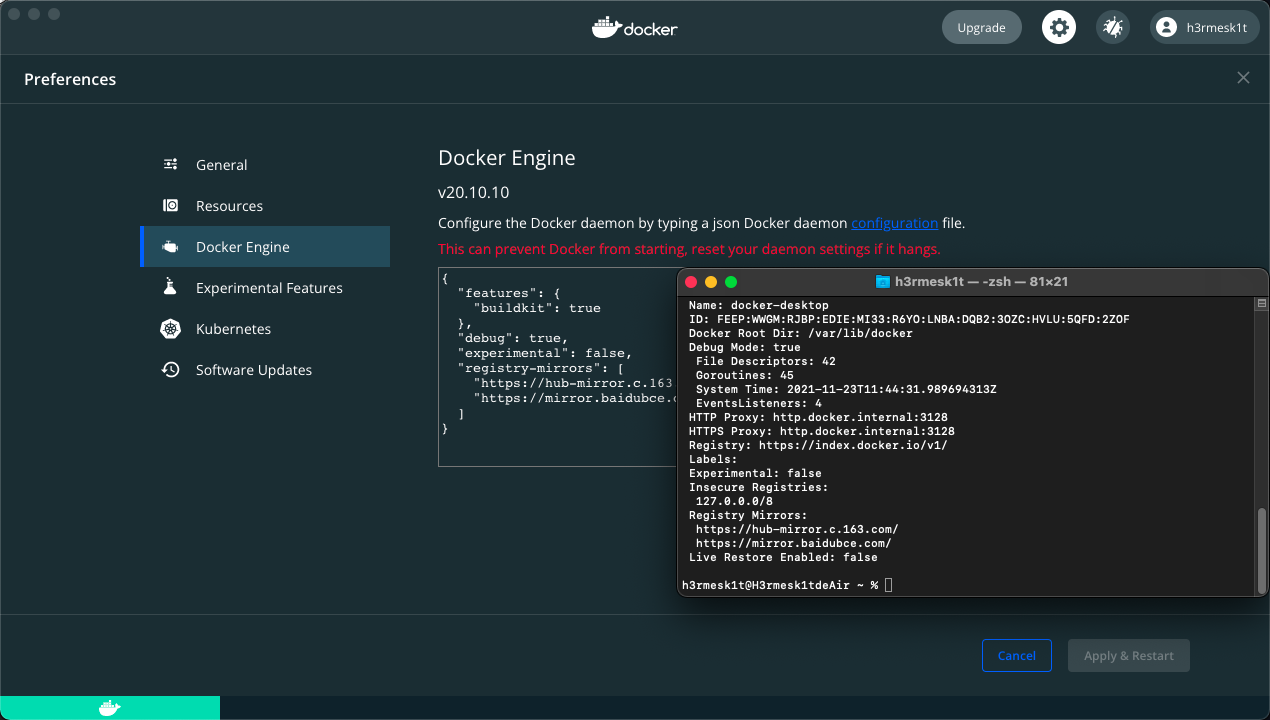 docker
Upgrade
h3rmesk1t
Preferences
General
Resources
Docker Engine
Experimental Features
Kubernetes
Software Updates
Docker Engine
v20.10.10
Configure the Docker daemon by typing a json Docker daemon configuration file.
This can prevent Docker from starting, reset your daemon settings if it hangs.
{
  "features": {
    "buildkit": true
  },
  "debug": true,
  "experimental": false,
  "registry-mirrors": [
    "https://hub-mirror.c.163.
    "https://mirror.baidubce.c
  ]
}
h3rmesk1t — -zsh — 81×21
Name: docker-desktop
ID: FEEP:WWGM:RJBP:EDIE:MI33:R6YO:LNBA:DQB2:3OZC:HVLU:5QFD:2ZOF
Docker Root Dir: /var/lib/docker
Debug Mode: true
 File Descriptors: 42
 Goroutines: 45
 System Time: 2021-11-23T11:44:31.989694313Z
 EventsListeners: 4
HTTP Proxy: http.docker.internal:3128
HTTPS Proxy: http.docker.internal:3128
Registry: https://index.docker.io/v1/
Labels:
Experimental: false
Insecure Registries:
 127.0.0.0/8
Registry Mirrors:
 https://hub-mirror.c.163.com/
 https://mirror.baidubce.com/
Live Restore Enabled: false
h3rmesk1t@H3rmesk1tdeAir ~ %
Cancel
Apply & Restart